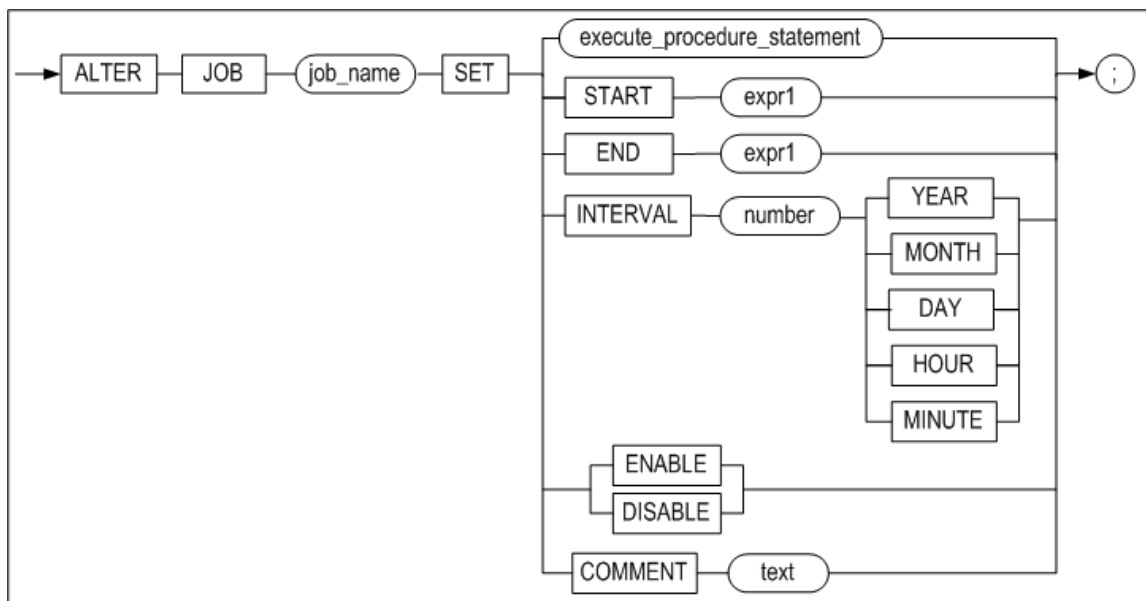 execute_procedure_statement
ALTER JOB job_name SET ;
START expr1
END expr1
INTERVAL number YEAR
MONTH
DAY
HOUR
MINUTE
ENABLE
DISABLE
COMMENT text